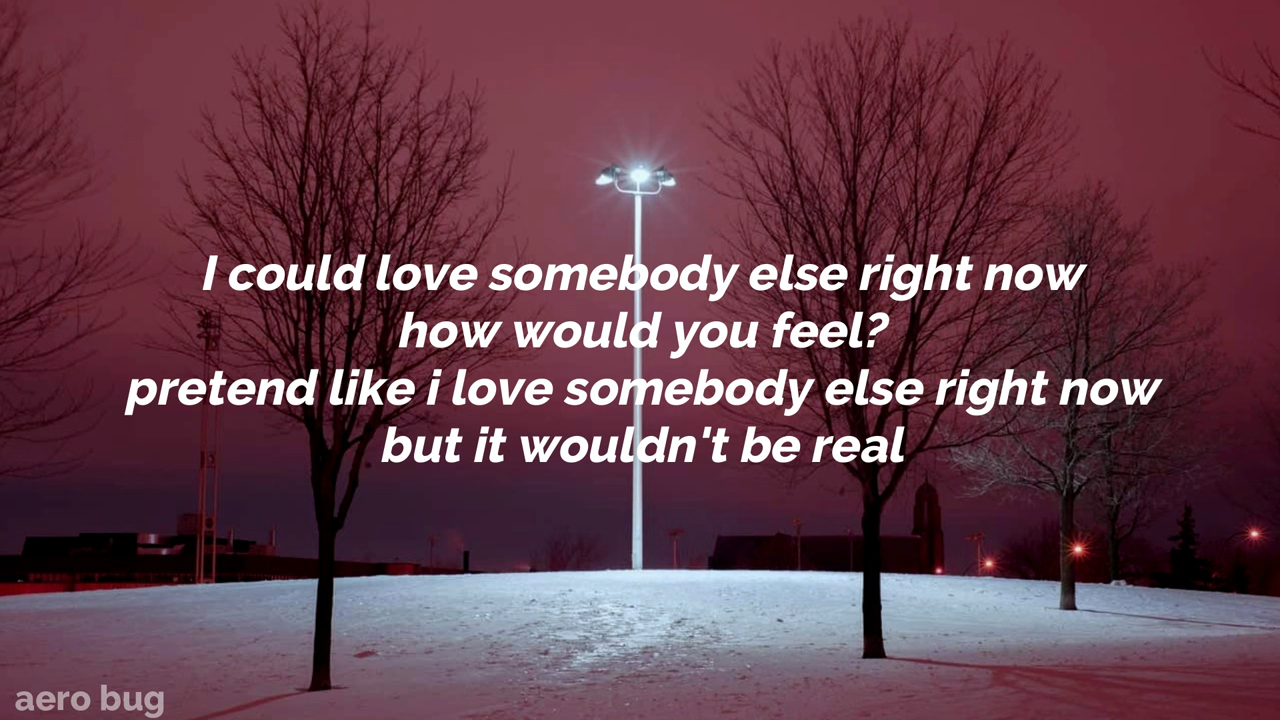 I could love somebody else right now
how would you feel?
pretend like i love somebody else right now
but it wouldn't be real
aero bug